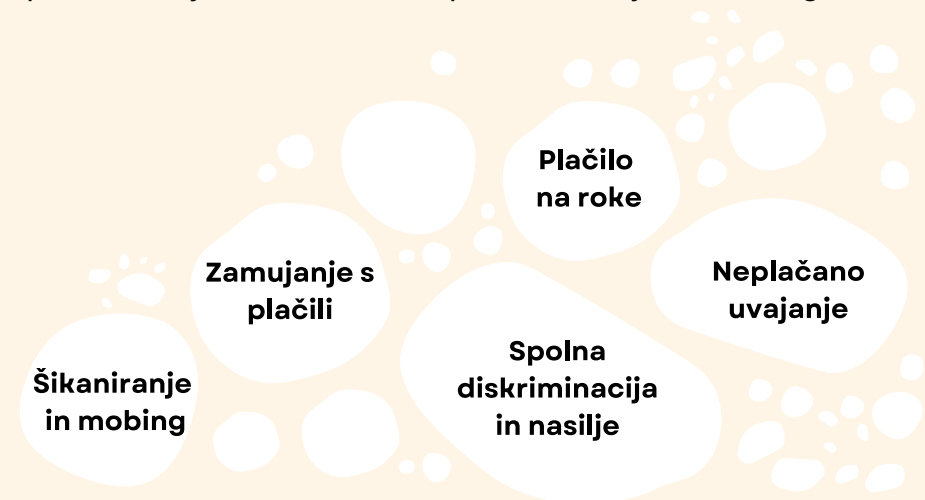 Plačilo
na roke
Zamujanje s
plačili
Neplačano
uvajanje
Spolna
diskriminacija
in nasilje
Šikaniranje
in mobing